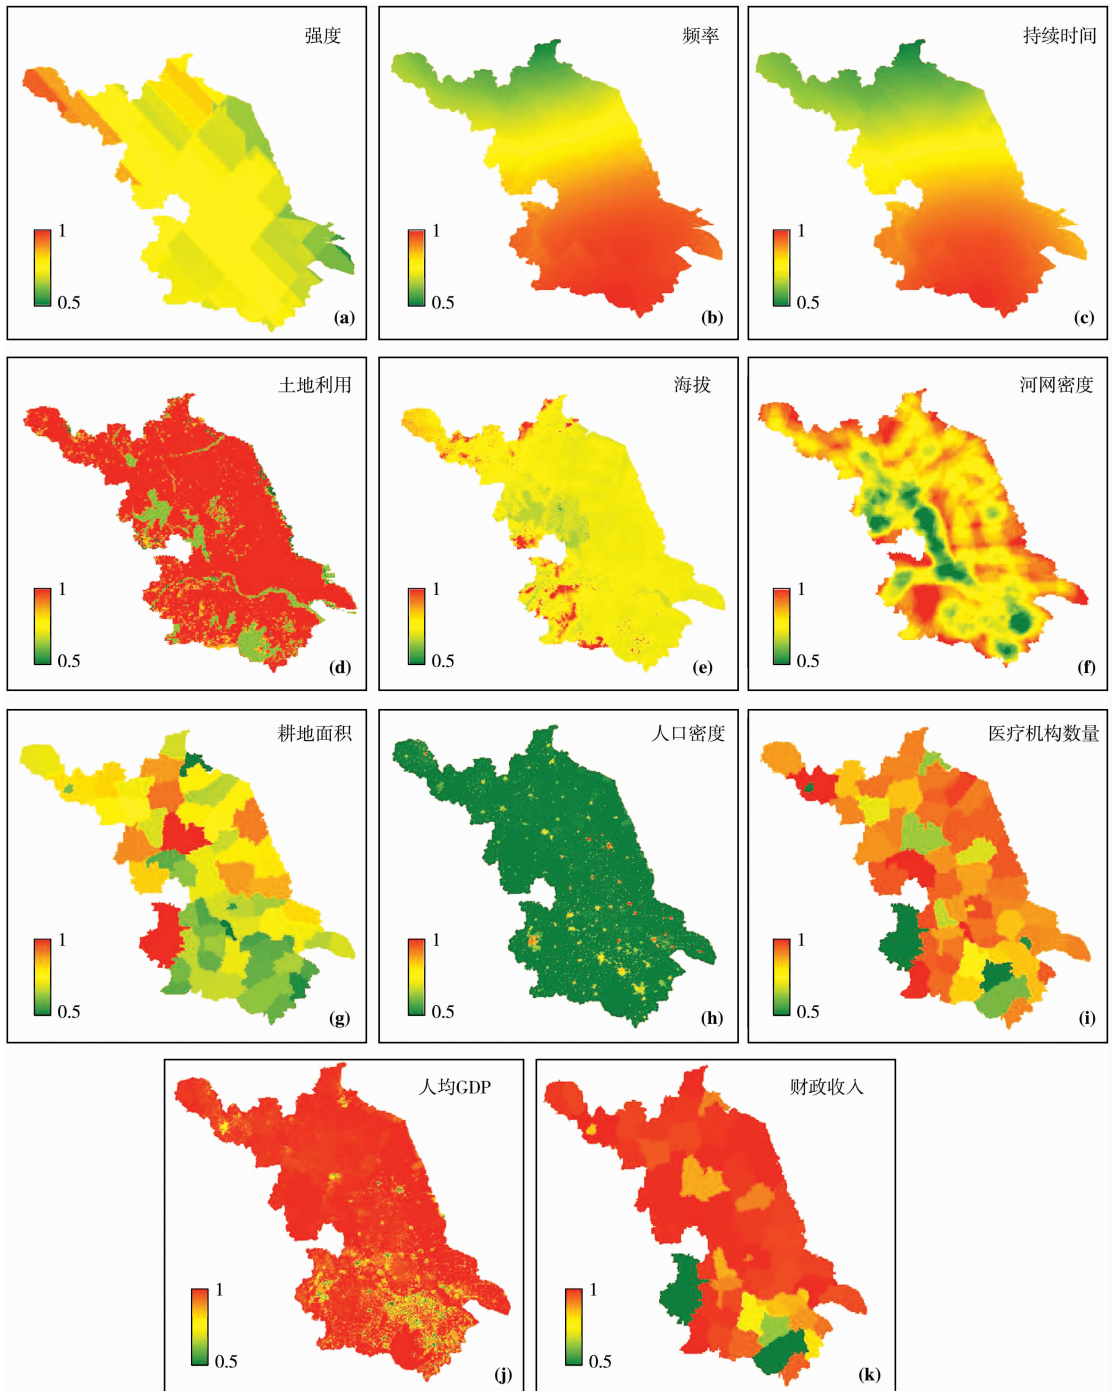 强度
1
0.5
(a)
频率
1
0.5
(b)
持续时间
1
0.5
(c)
土地利用
1
0.5
(d)
海拔
1
0.5
(e)
河网密度
1
0.5
(f)
耕地面积
1
0.5
(g)
人口密度
1
0.5
(h)
医疗机构数量
1
0.5
(i)
人均GDP
1
0.5
(j)
财政收入
1
0.5
(k)